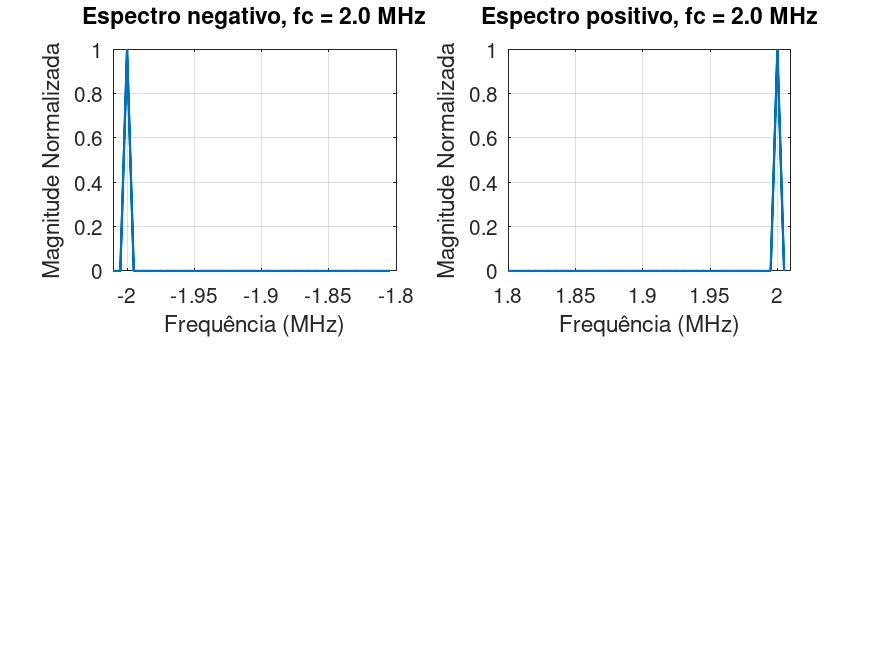 Espectro negativo, fc = 2.0 MHz
Magnitude Normalizada
1
0.8
0.6
0.4
0.2
0
-2 -1.95 -1.9 -1.85 -1.8
Frequência (MHz)
Espectro positivo, fc = 2.0 MHz
Magnitude Normalizada
1
0.8
0.6
0.4
0.2
0
1.8 1.85 1.9 1.95 2
Frequência (MHz)